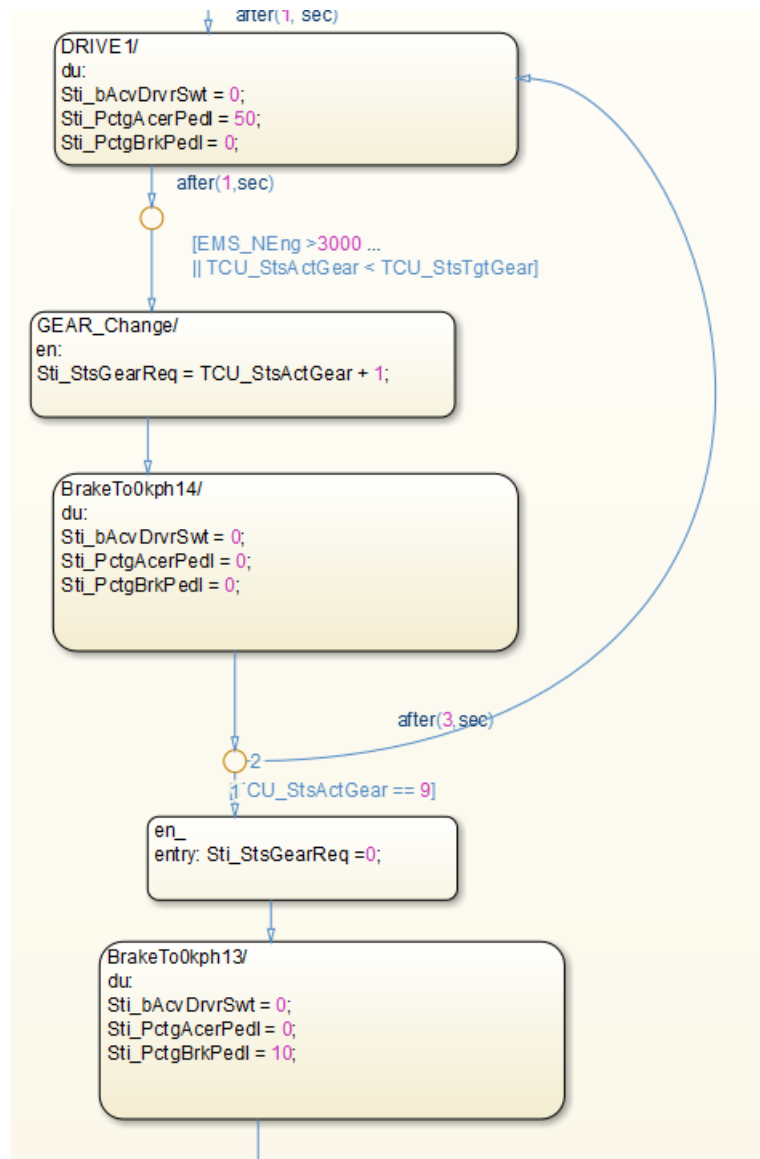 after(1, sec)
DRIVE1/
du:
Sti_bAcvDrvrSwt = 0;
Sti_PctgAcerPedl = 50;
Sti_PctgBrkPedl = 0;
after(1,sec)
[EMS_NEng >3000 ...
|| TCU_StsActGear < TCU_StsTgtGear]
GEAR_Change/
en:
Sti_StsGearReq = TCU_StsActGear + 1;
BrakeTo0kph14/
du:
Sti_bAcvDrvrSwt = 0;
Sti_PctgAcerPedl = 0;
Sti_PctgBrkPedl = 0;
after(3,sec)
2
1
[TCU_StsActGear == 9]
en_
entry: Sti_StsGearReq =0;
BrakeTo0kph13/
du:
Sti_bAcvDrvrSwt = 0;
Sti_PctgAcerPedl = 0;
Sti_PctgBrkPedl = 10;